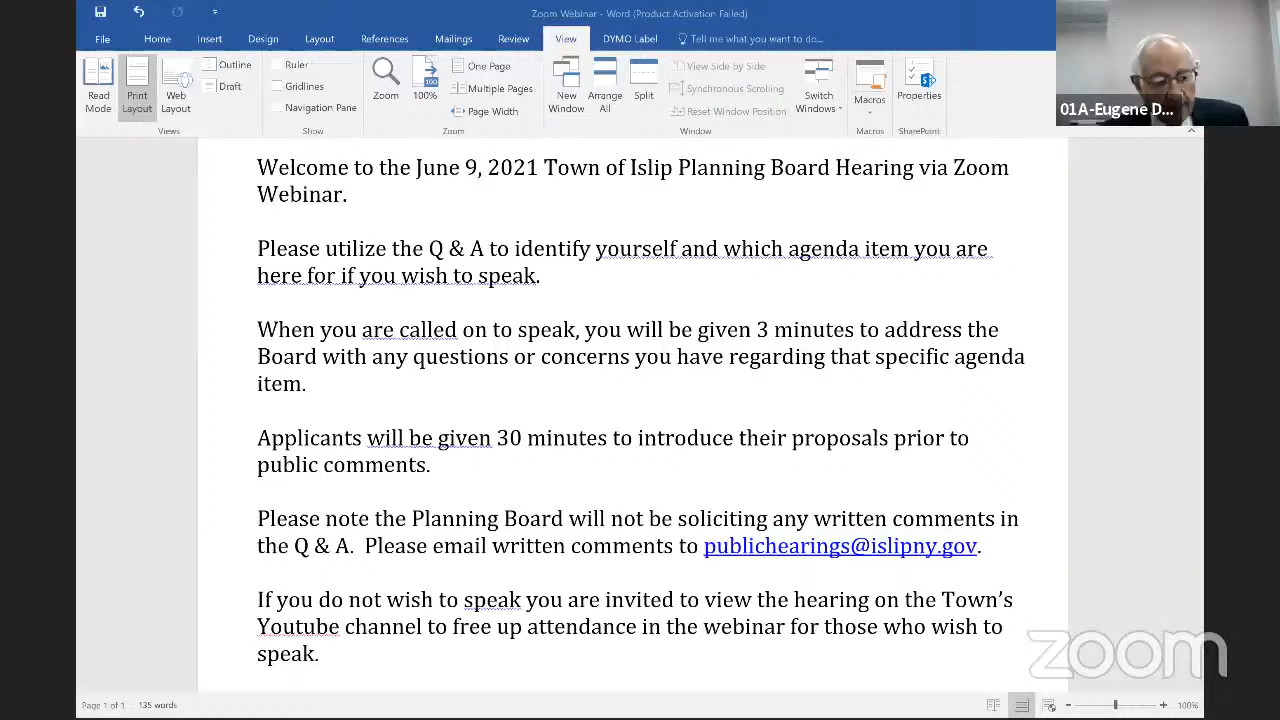 Zoom Webinar - Word (Product Activation Failed)
File Home Insert Design Layout References Mailings Review View DYMO Label Tell me what you want to do...
Read Mode
Print Layout
Web Layout
Outline
Draft
Views
Ruler
Gridlines
Navigation Pane
Show
Zoom
100
100%
One Page
Multiple Pages
Page Width
Zoom
New Window
Arrange All
Split
View Side by Side
Synchronous Scrolling
Reset Window Position
Window
Switch Windows
Macros
Macros
Properties
SharePoint
01A-Eugene D...
Welcome to the June 9, 2021 Town of Islip Planning Board Hearing via Zoom
Webinar.
Please utilize the Q & A to identify yourself and which agenda item you are
here for if you wish to speak.
When you are called on to speak, you will be given 3 minutes to address the
Board with any questions or concerns you have regarding that specific agenda
item.
Applicants will be given 30 minutes to introduce their proposals prior to
public comments.
Please note the Planning Board will not be soliciting any written comments in
the Q & A.  Please email written comments to publichearings@islipny.gov.
If you do not wish to speak you are invited to view the hearing on the Town’s
Youtube channel to free up attendance in the webinar for those who wish to
speak.
zoom
Page 1 of 1 135 words
100%